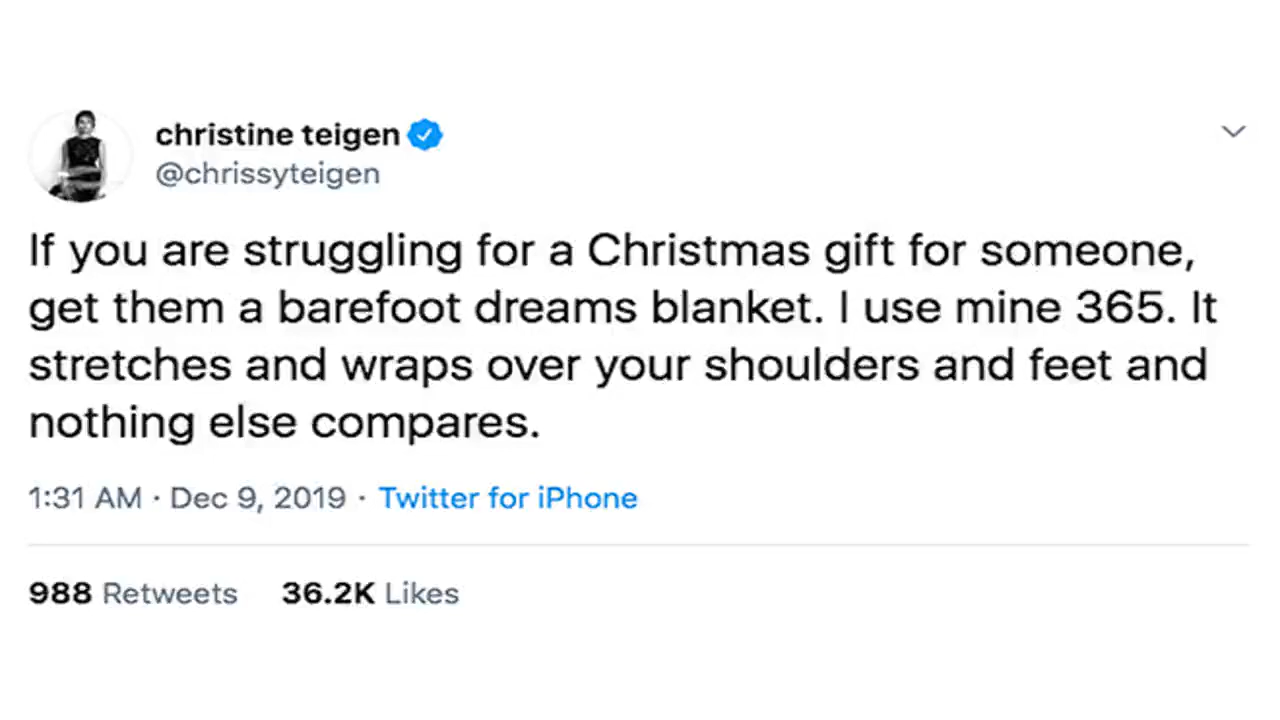 christine teigen
@chrissyteigen
If you are struggling for a Christmas gift for someone,
get them a barefoot dreams blanket. I use mine 365. It
stretches and wraps over your shoulders and feet and
nothing else compares.
1:31 AM · Dec 9, 2019 · Twitter for iPhone
988 Retweets 36.2K Likes